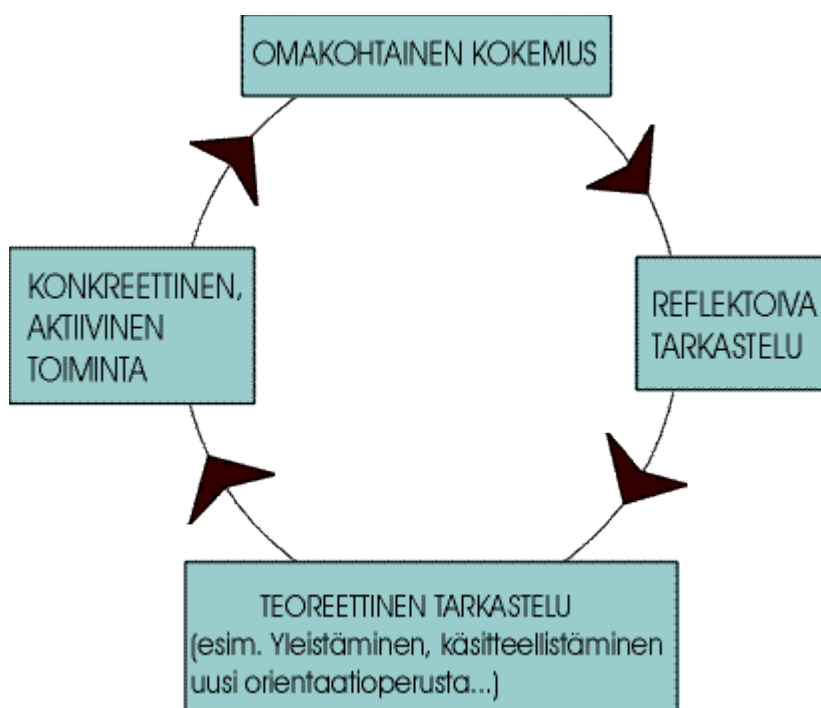 OMAKOHTAINEN KOKEMUS
KONKREETTINEN,
AKTIIVINEN
TOIMINTA
REFLEKTOIVA
TARKASTELU
TEOREETTINEN TARKASTELU
(esim. Yleistäminen, käsitteellistäminen
uusi orientaatioperusta...)